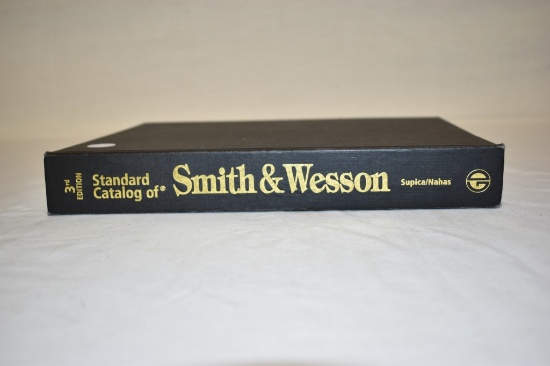 3rd
EDITION
Standard
Catalog of®
Smith & Wesson
Supica/Nahas